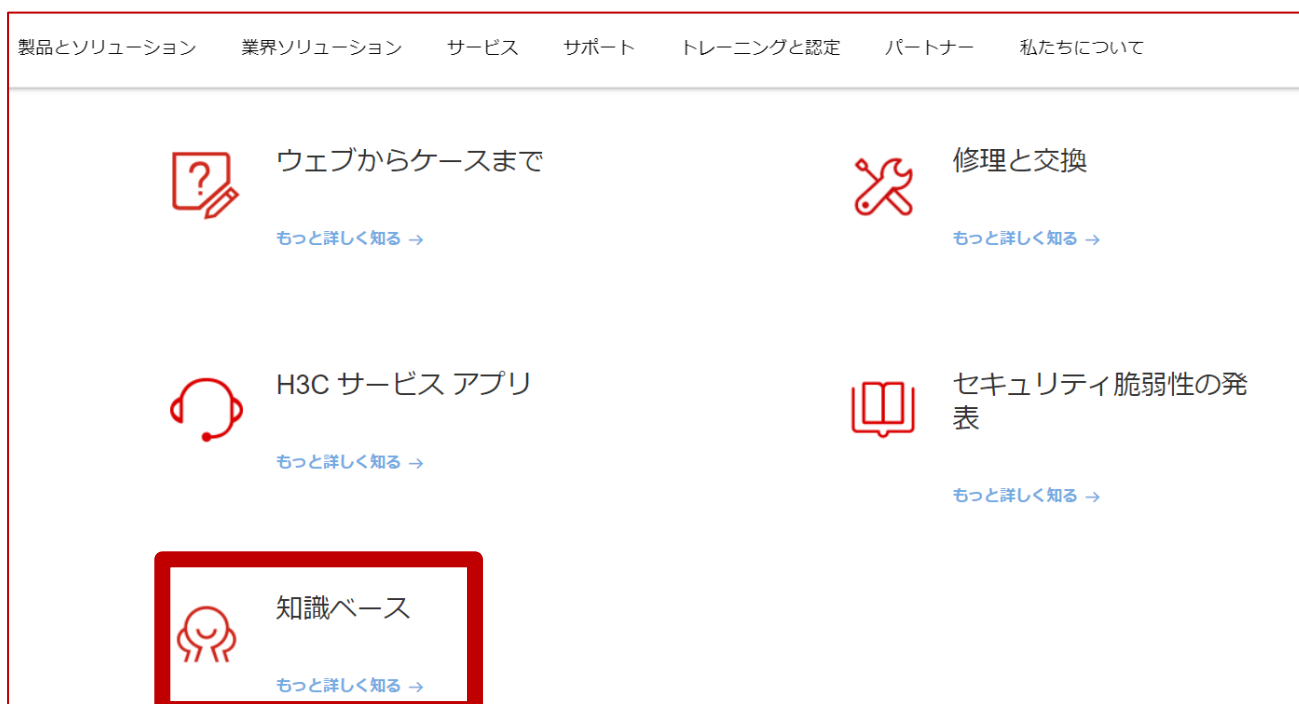 製品とソリューション 業界ソリューション サービス サポート トレーニングと認定 パートナー 私たちについて
ウェブからケースまで
もっと詳しく知る →
修理と交換
もっと詳しく知る →
H3C サービス アプリ
もっと詳しく知る →
セキュリティ脆弱性の発
表
もっと詳しく知る →
知識ベース
もっと詳しく知る →